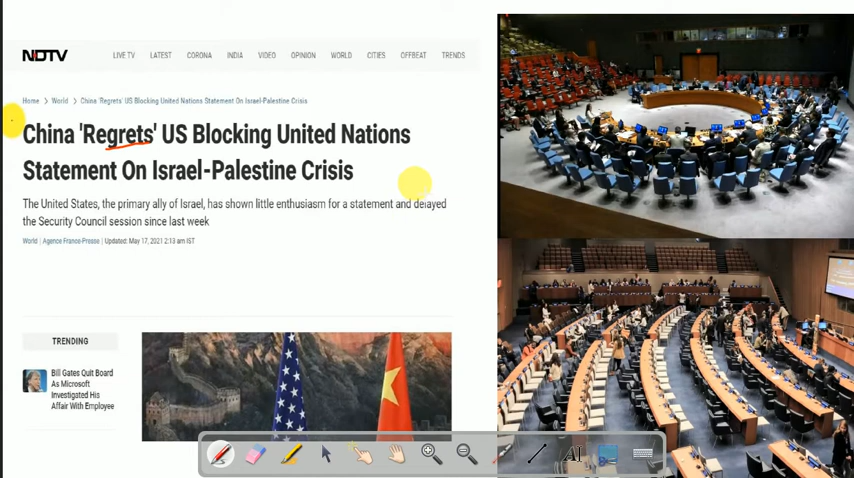 NDTV
LIVE TV LATEST CORONA INDIA VIDEO OPINION WORLD CITIES OFFBEAT TRENDS
Home > World > China 'Regrets' US Blocking United Nations Statement On Israel-Palestine Crisis
China 'Regrets' US Blocking United Nations
Statement On Israel-Palestine Crisis
The United States, the primary ally of Israel, has shown little enthusiasm for a statement and delayed
the Security Council session since last week
World | Agence France-Presse | Updated: May 17, 2021 2:13 am IST
TRENDING
Bill Gates Quit Board
As Microsoft
Investigated His
Affair With Employee
AI